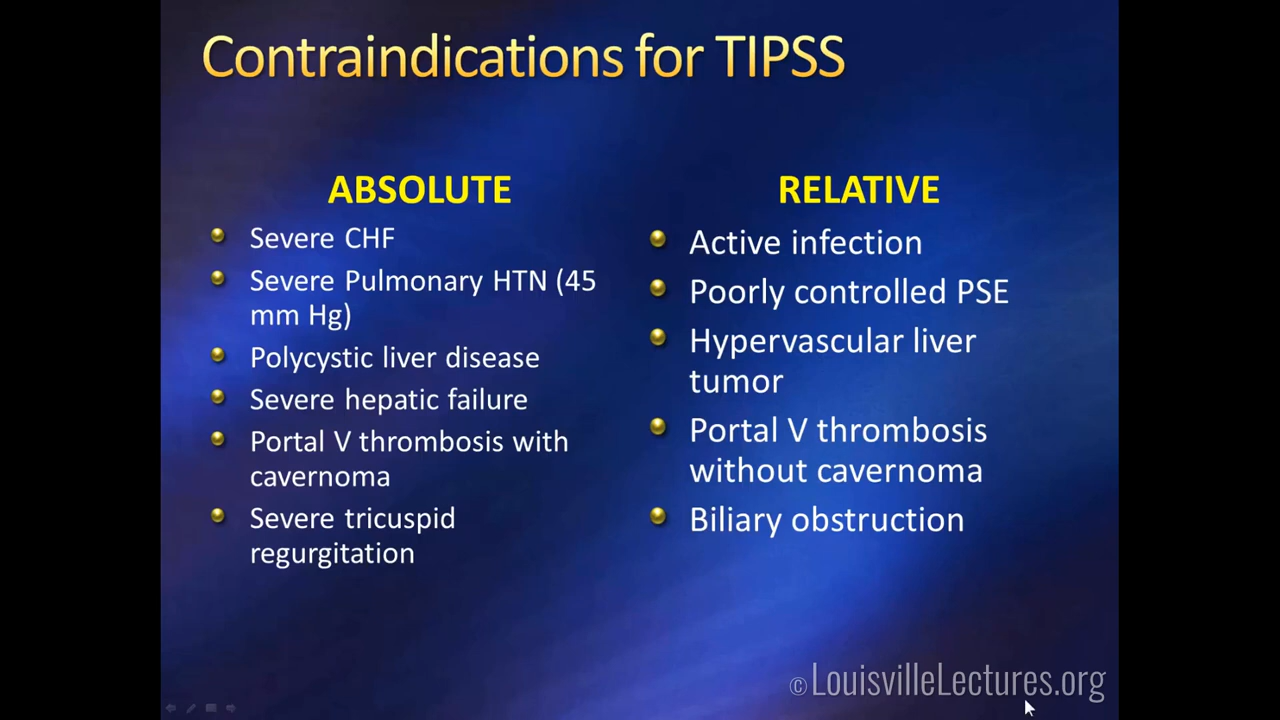 Contraindications for TIPSS
ABSOLUTE
Severe CHF
Severe Pulmonary HTN (45
mm Hg)
Polycystic liver disease
Severe hepatic failure
Portal V thrombosis with
cavernoma
Severe tricuspid
regurgitation
RELATIVE
Active infection
Poorly controlled PSE
Hypervascular liver
tumor
Portal V thrombosis
without cavernoma
Biliary obstruction
© LouisvilleLectures.org